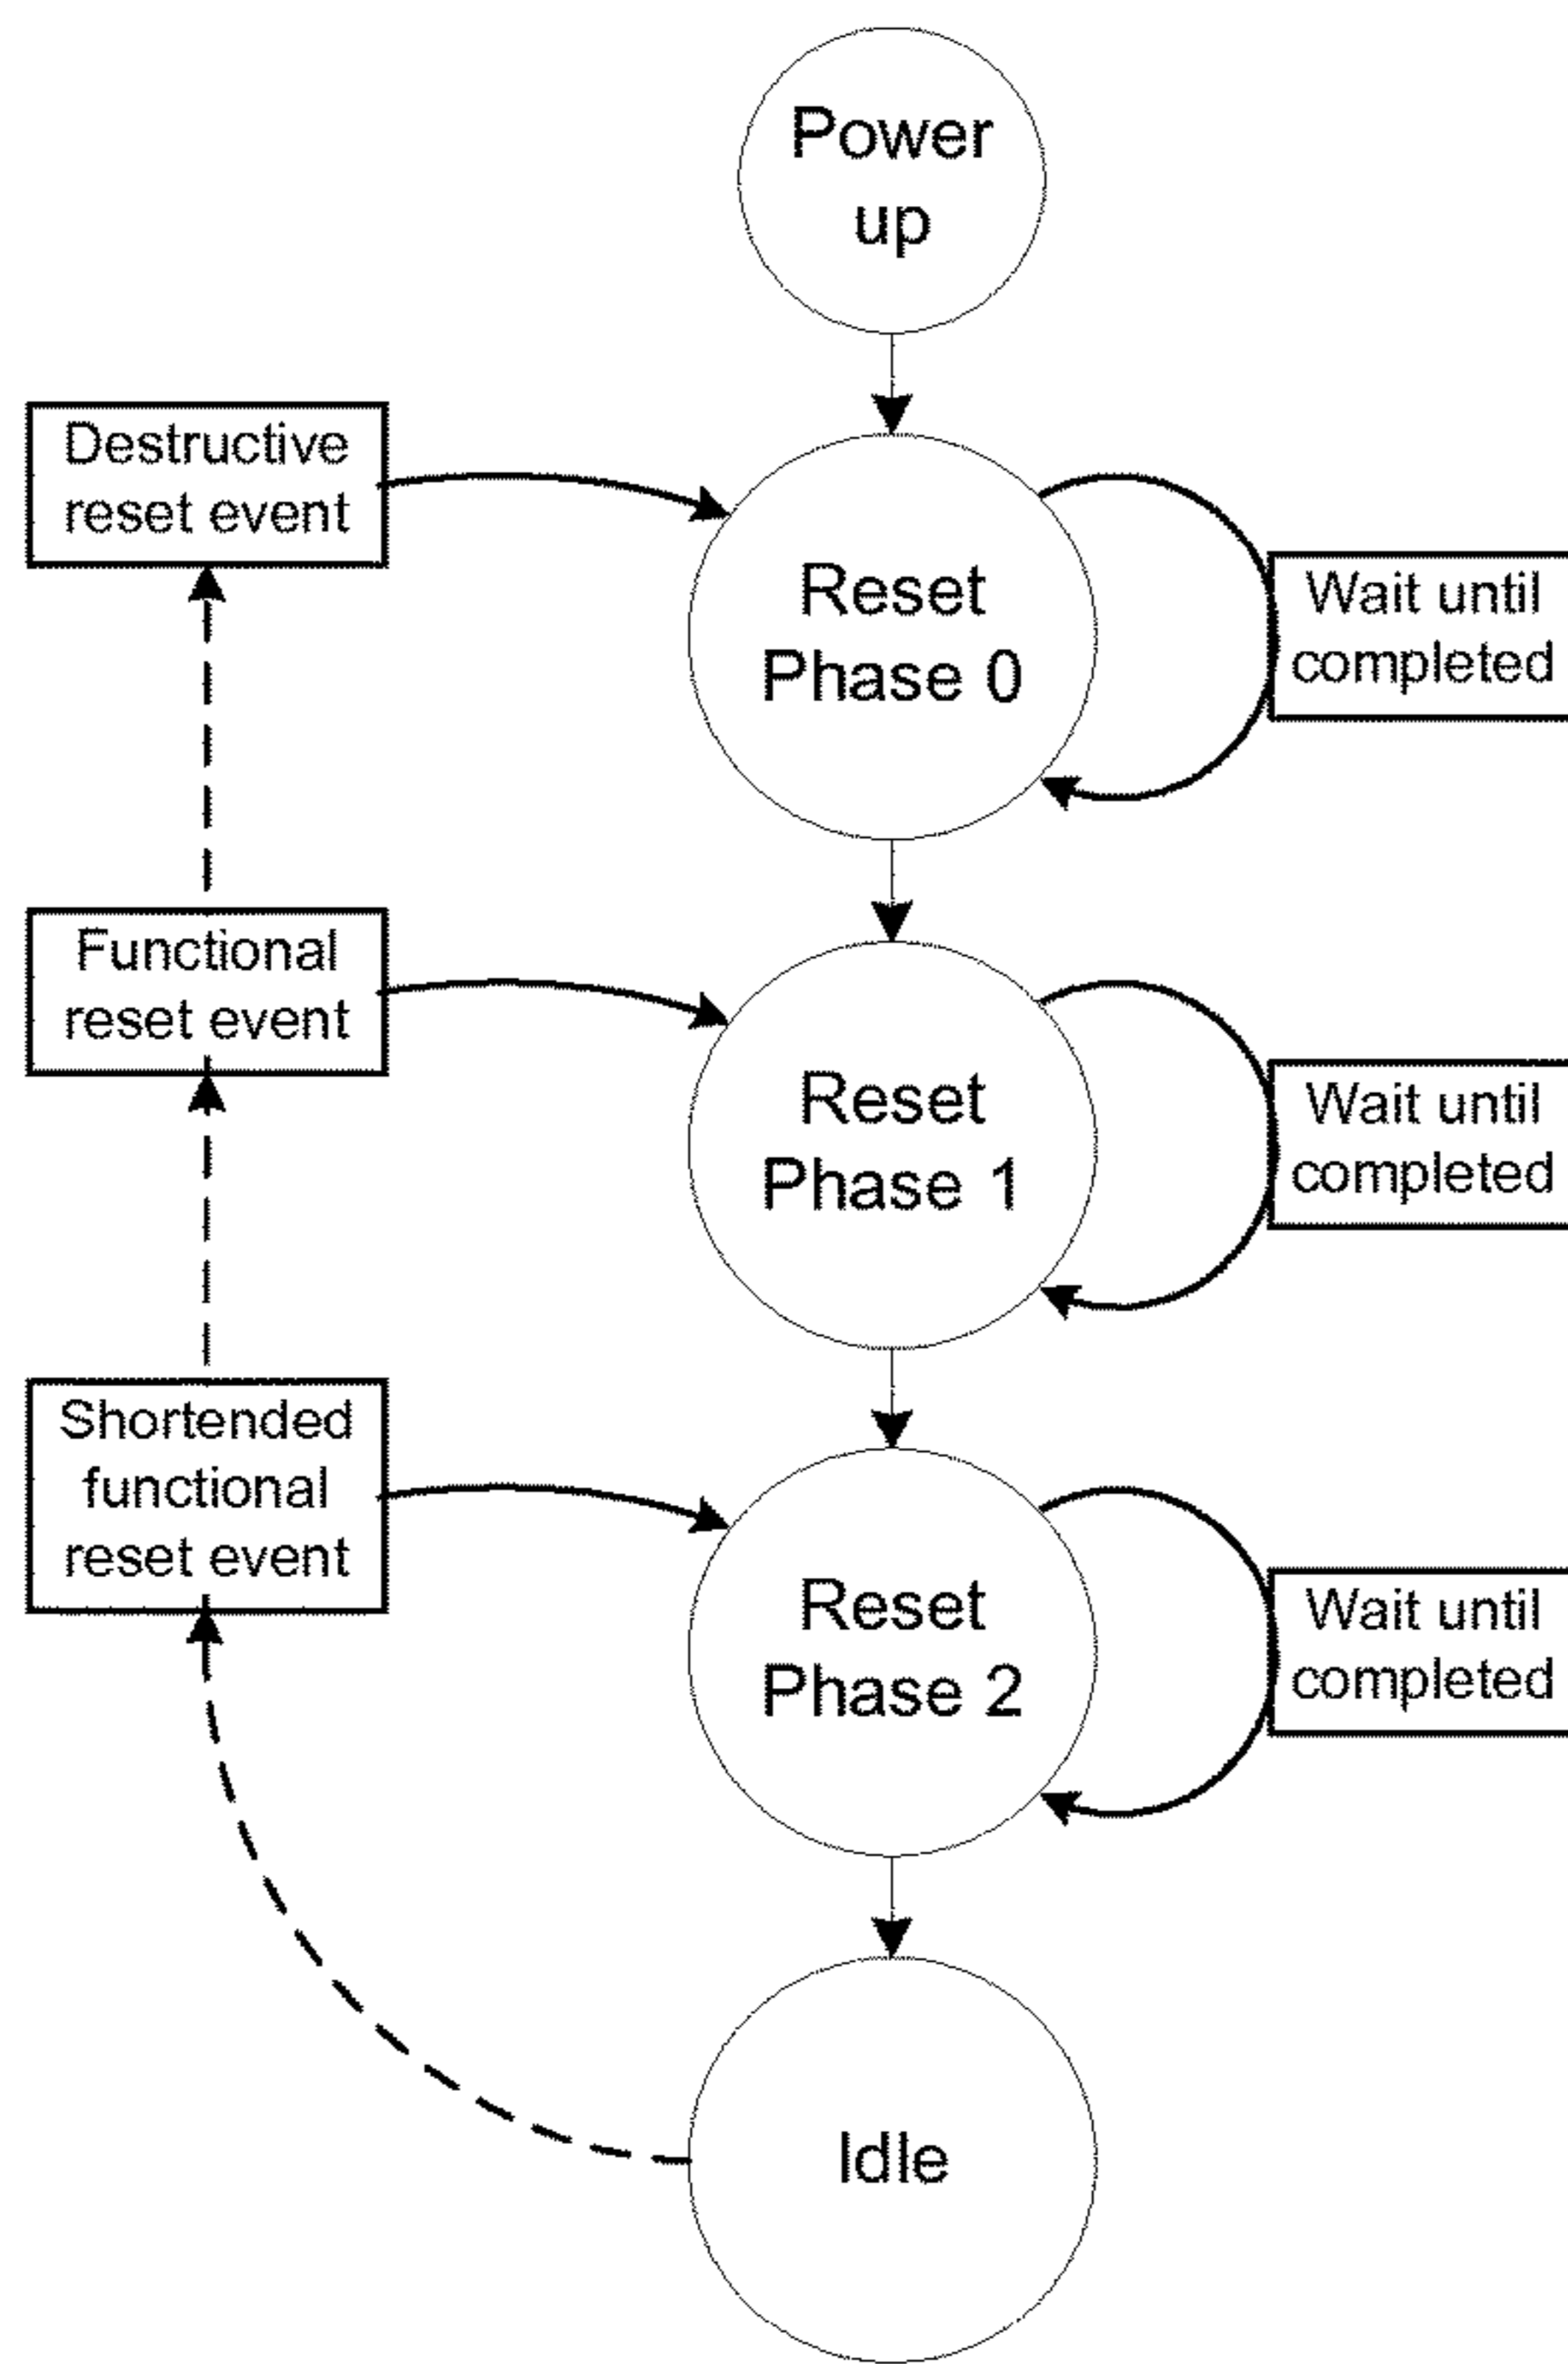 Power
up
Destructive
reset event
Reset
Phase 0
Wait until
completed
Functional
reset event
Reset
Phase 1
Wait until
completed
Shortended
functional
reset event
Reset
Phase 2
Wait until
completed
Idle